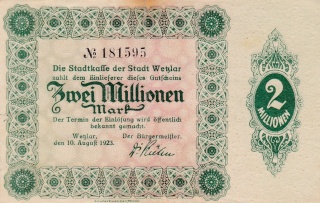 № 181595
Die Stadtkasse der Stadt Wetzlar
zahlt dem Einlieferer dieses Gutscheins
Zwei Millionen
Mark
Der Termin der Einlösung wird öffentlich
bekannt gemacht.
Wetzlar,
den 10. August 1923.
Der Bürgermeister.
2
MILLIONEN